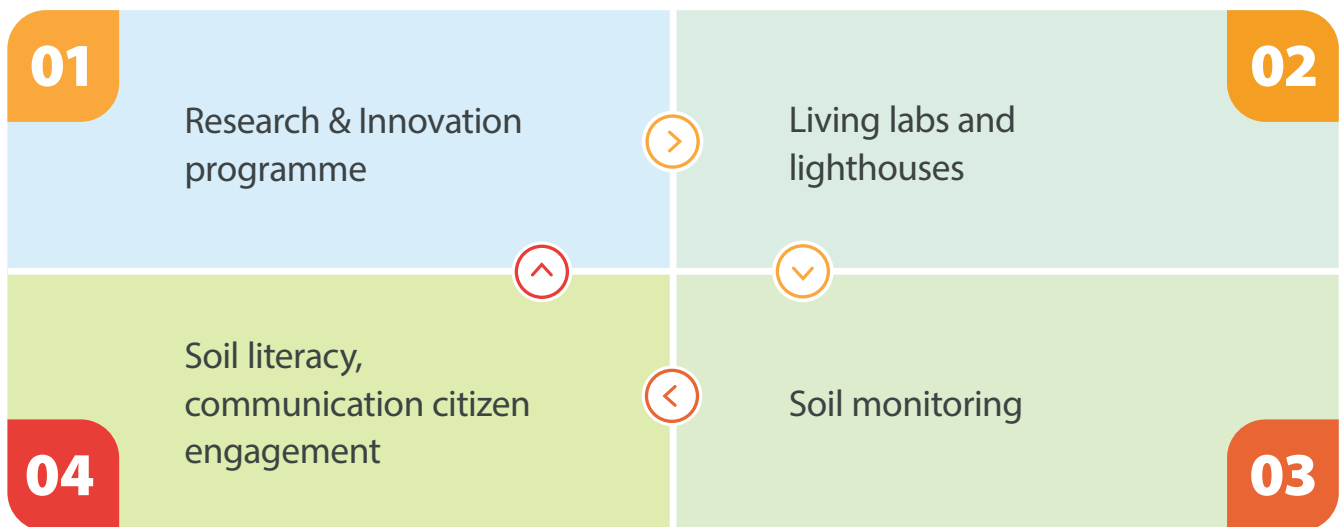 01
Research & Innovation
programme
02
Living labs and
lighthouses
03
Soil monitoring
04
Soil literacy,
communication citizen
engagement